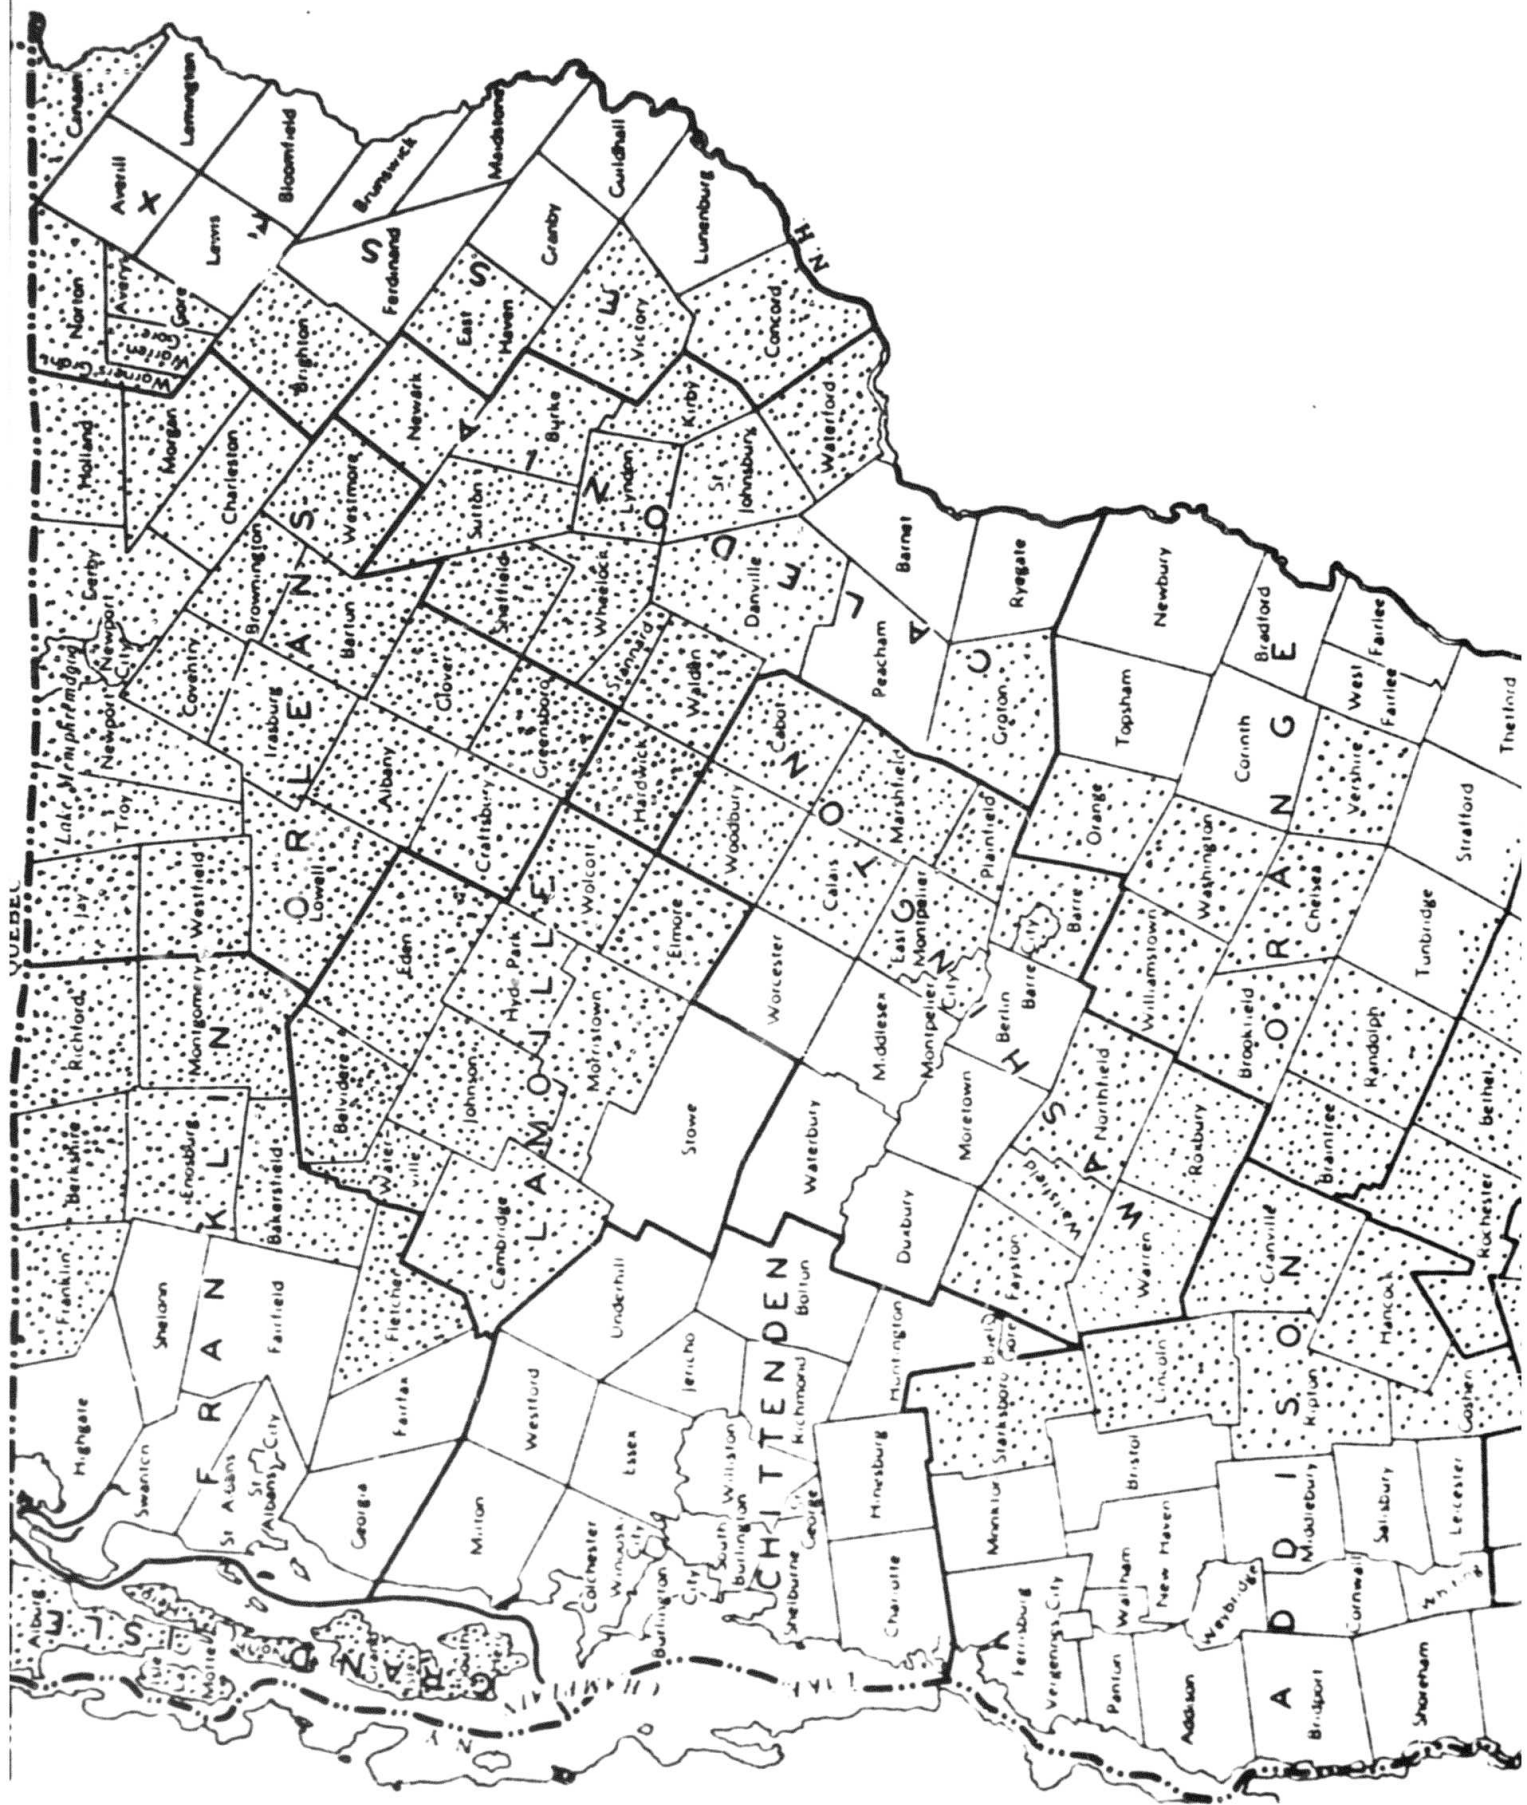 QUEBEC
Canaan
Lemington
Averill
X
Bloomfield
Lewis
Brunswick
Maidstone
Ferdinand
Guildhall
Granby
Lunenburg
Norton
Avery
Gore
Warren
Gore
Warners Grant
Brighton
East
Haven
Victory
Concord
N.H.
ESSEX
Holland
Morgan
Charleston
Derby
Westmore
Brownington
Newport
City
Lake Memphremagog
Newport
Coventry
Barton
Irasburg
Glover
Troy
Albany
Greensboro
Craftsbury
Jay
Westfield
Lowell
ORLEANS
Newark
Burke
Kirby
Waterford
Sutton
Lyndon
St
Johnsbury
Sheffield
Wheelock
Danville
Barnet
Stannard
Walden
Peacham
Ryegate
Groton
Hardwick
CALEDONIA
Richford
Montgomery
Berkshire
Enosburg
Bakersfield
Franklin
Sheldon
Fairfield
Fletcher
Highgate
Swanton
St Albans
St
Albans City
Fairfax
Georgia
FRANKLIN
Belvidere
Eden
Water-
ville
Johnson
Hyde Park
Wolcott
Cambridge
Morristown
Elmore
Stowe
LAMOILLE
Alburg
Isle
La
Motte
Grand
Isle
South
Hero
GRAND ISLE
Underhill
Westford
Milton
Bolton
Jericho
Essex
Colchester
Winooski
City
Richmond
Williston
South
Burlington
Burlington
City
Huntington
Hinesburg
St
George
Shelburne
Charlotte
Buels
Gore
CHITTENDEN
LAKE CHAMPLAIN
N Y
Cabot
Woodbury
Marshfield
Calais
Plainfield
East
Montpelier
Worcester
Middlesex
Montpelier
City
Barre
City
Barre
Berlin
Waterbury
Moretown
Northfield
Duxbury
Waitsfield
Roxbury
Fayston
Warren
WASHINGTON
Newbury
Bradford
Fairlee
West
Fairlee
Topsham
Corinth
Vershire
Thetford
Orange
Washington
Chelsea
Strafford
Williamstown
Tunbridge
Brookfield
Randolph
Braintree
ORANGE
Bethel
Rochester
Granville
Hancock
Lincoln
Ripton
Goshen
Starksboro
Bristol
Monkton
Middlebury
Salisbury
Leicester
New Haven
Waltham
Weybridge
Cornwall
Ferrisburg
Vergennes City
Panton
Addison
Bridport
Shoreham
ADDISON